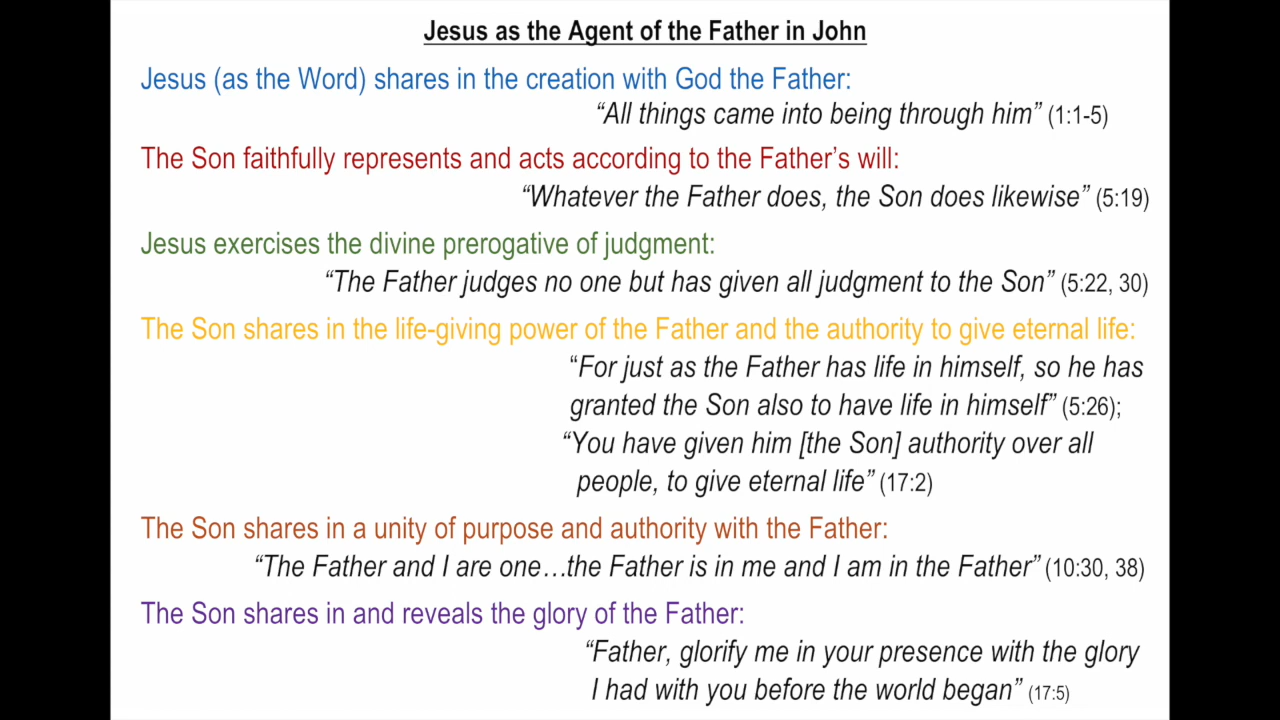 Jesus as the Agent of the Father in John
Jesus (as the Word) shares in the creation with God the Father:
“All things came into being through him” (1:1-5)
The Son faithfully represents and acts according to the Father’s will:
“Whatever the Father does, the Son does likewise” (5:19)
Jesus exercises the divine prerogative of judgment:
“The Father judges no one but has given all judgment to the Son” (5:22, 30)
The Son shares in the life-giving power of the Father and the authority to give eternal life:
“For just as the Father has life in himself, so he has
granted the Son also to have life in himself” (5:26);
“You have given him [the Son] authority over all
people, to give eternal life” (17:2)
The Son shares in a unity of purpose and authority with the Father:
“The Father and I are one…the Father is in me and I am in the Father” (10:30, 38)
The Son shares in and reveals the glory of the Father:
“Father, glorify me in your presence with the glory
I had with you before the world began” (17:5)